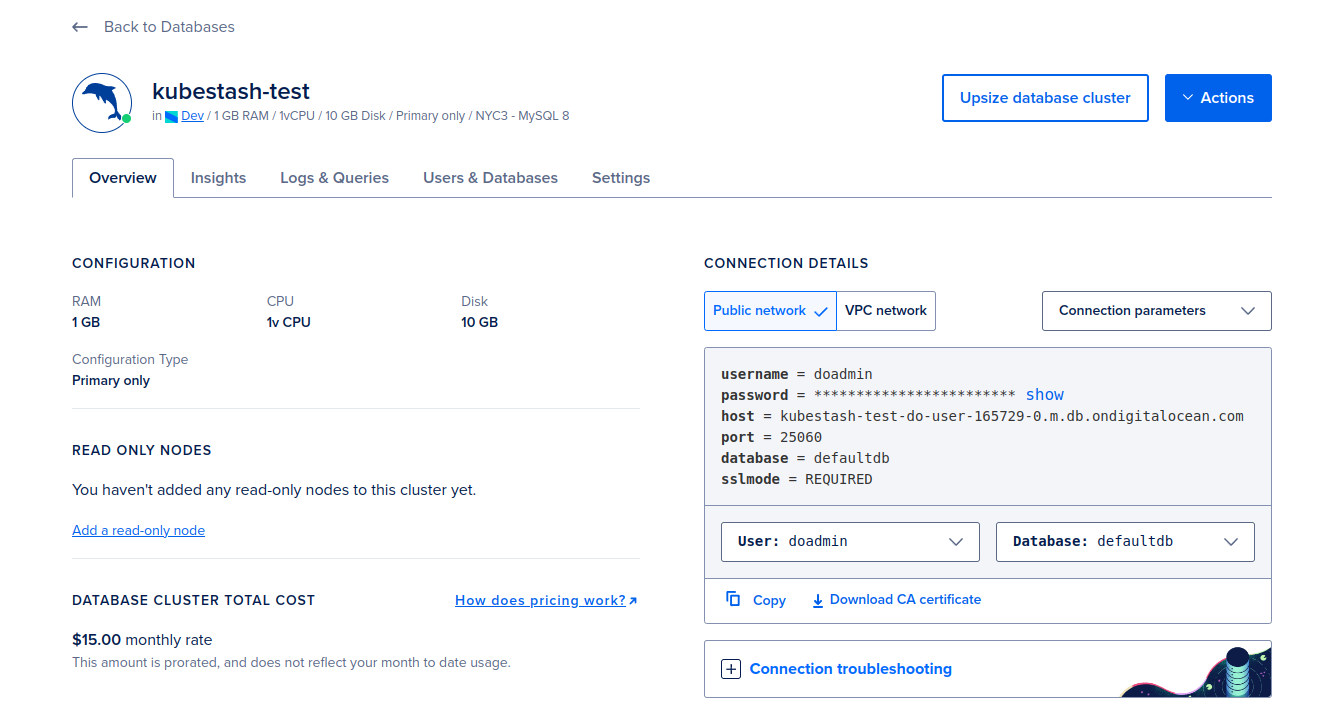 Back to Databases
kubestash-test
in Dev / 1 GB RAM / 1vCPU / 10 GB Disk / Primary only / NYC3 - MySQL 8
Upsize database cluster
Actions
Overview
Insights
Logs & Queries
Users & Databases
Settings
CONFIGURATION
RAM
CPU
Disk
1 GB
1v CPU
10 GB
Configuration Type
Primary only
READ ONLY NODES
You haven't added any read-only nodes to this cluster yet.
Add a read-only node
DATABASE CLUSTER TOTAL COST
How does pricing work?
$15.00 monthly rate
This amount is prorated, and does not reflect your month to date usage.
CONNECTION DETAILS
Public network
VPC network
Connection parameters
username = doadmin
password = ************************ show
host = kubestash-test-do-user-165729-0.m.db.ondigitalocean.com
port = 25060
database = defaultdb
sslmode = REQUIRED
User: doadmin
Database: defaultdb
Copy
Download CA certificate
Connection troubleshooting